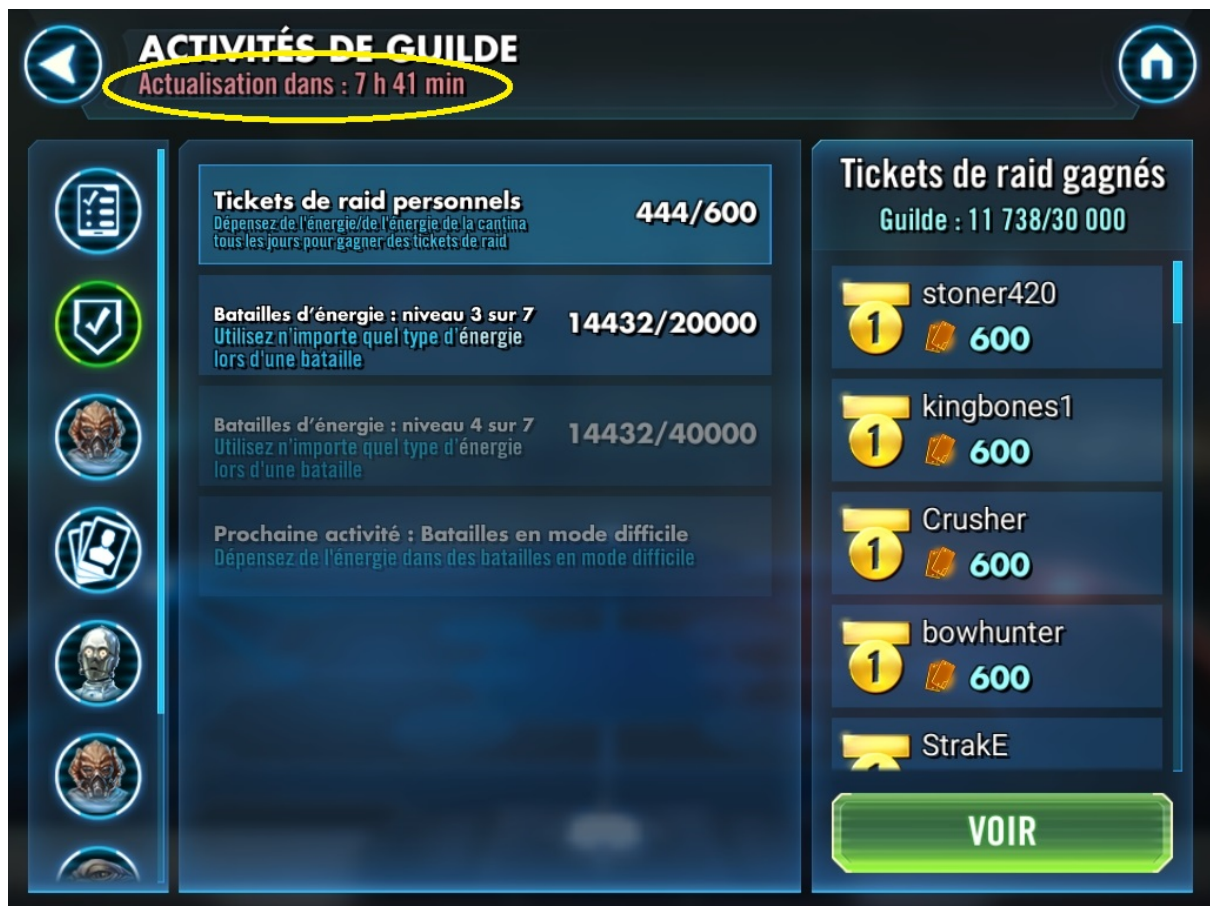 ACTIVITÉS DE GUILDE
Actualisation dans : 7 h 41 min
Tickets de raid personnels
Dépensez de l'énergie/de l'énergie de la cantina
tous les jours pour gagner des tickets de raid
444/600
Batailles d'énergie : niveau 3 sur 7
Utilisez n'importe quel type d'énergie
lors d'une bataille
14432/20000
Batailles d'énergie : niveau 4 sur 7
Utilisez n'importe quel type d'énergie
lors d'une bataille
14432/40000
Prochaine activité : Batailles en mode difficile
Dépensez de l'énergie dans des batailles en mode difficile
Tickets de raid gagnés
Guilde : 11 738/30 000
1
stoner420
600
1
kingbones1
600
1
Crusher
600
1
bowhunter
600
StrakE
VOIR